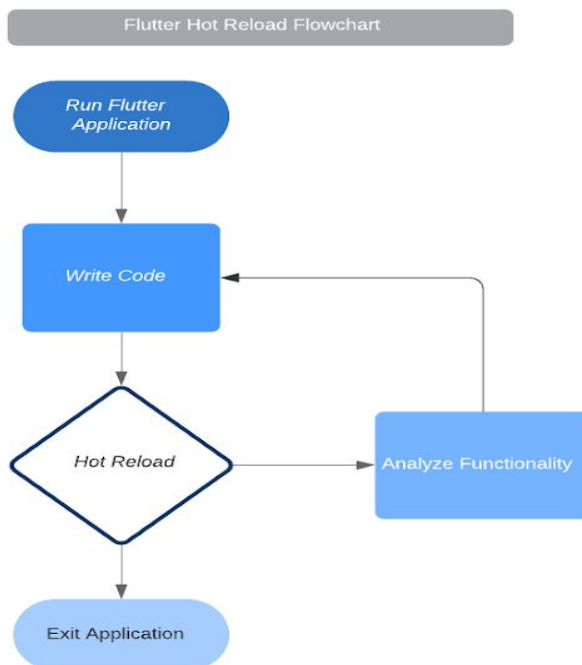 Flutter Hot Reload Flowchart
Run Flutter
Application
Write Code
Hot Reload
Analyze Functionality
Exit Application